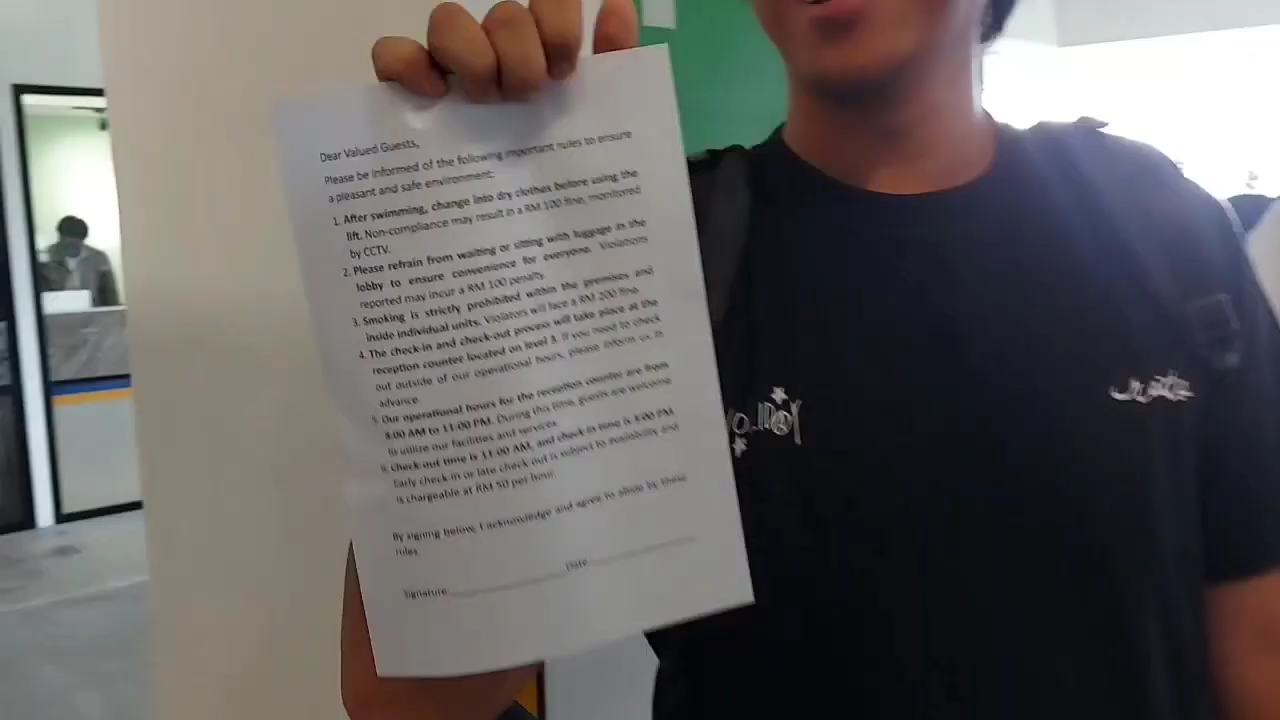 Dear Valued Guests,
Please be informed of the following important rules to ensure
a pleasant and safe environment:
1. After swimming, change into dry clothes before using the
lift. Non-compliance may result in a RM 100 fine, monitored
by CCTV.
2. Please refrain from waiting or sitting with luggage in the
lobby to ensure convenience for everyone. Violations
reported may incur a RM 100 penalty.
3. Smoking is strictly prohibited within the premises and
inside individual units. Violators will face a RM 200 fine.
4. The check-in and check-out process will take place at the
reception counter located on level 3. If you need to check
out outside of our operational hours, please inform us in
advance.
5. Our operational hours for the reception counter are from
8:00 AM to 11:00 PM. During this time, guests are welcome
to utilize our facilities and services.
6. Check-out time is 11:00 AM, and check-in time is 3:00 PM.
Early check-in or late check-out is subject to availability and
is chargeable at RM 50 per hour.
By signing below, I acknowledge and agree to abide by these
rules.
Signature: Date: